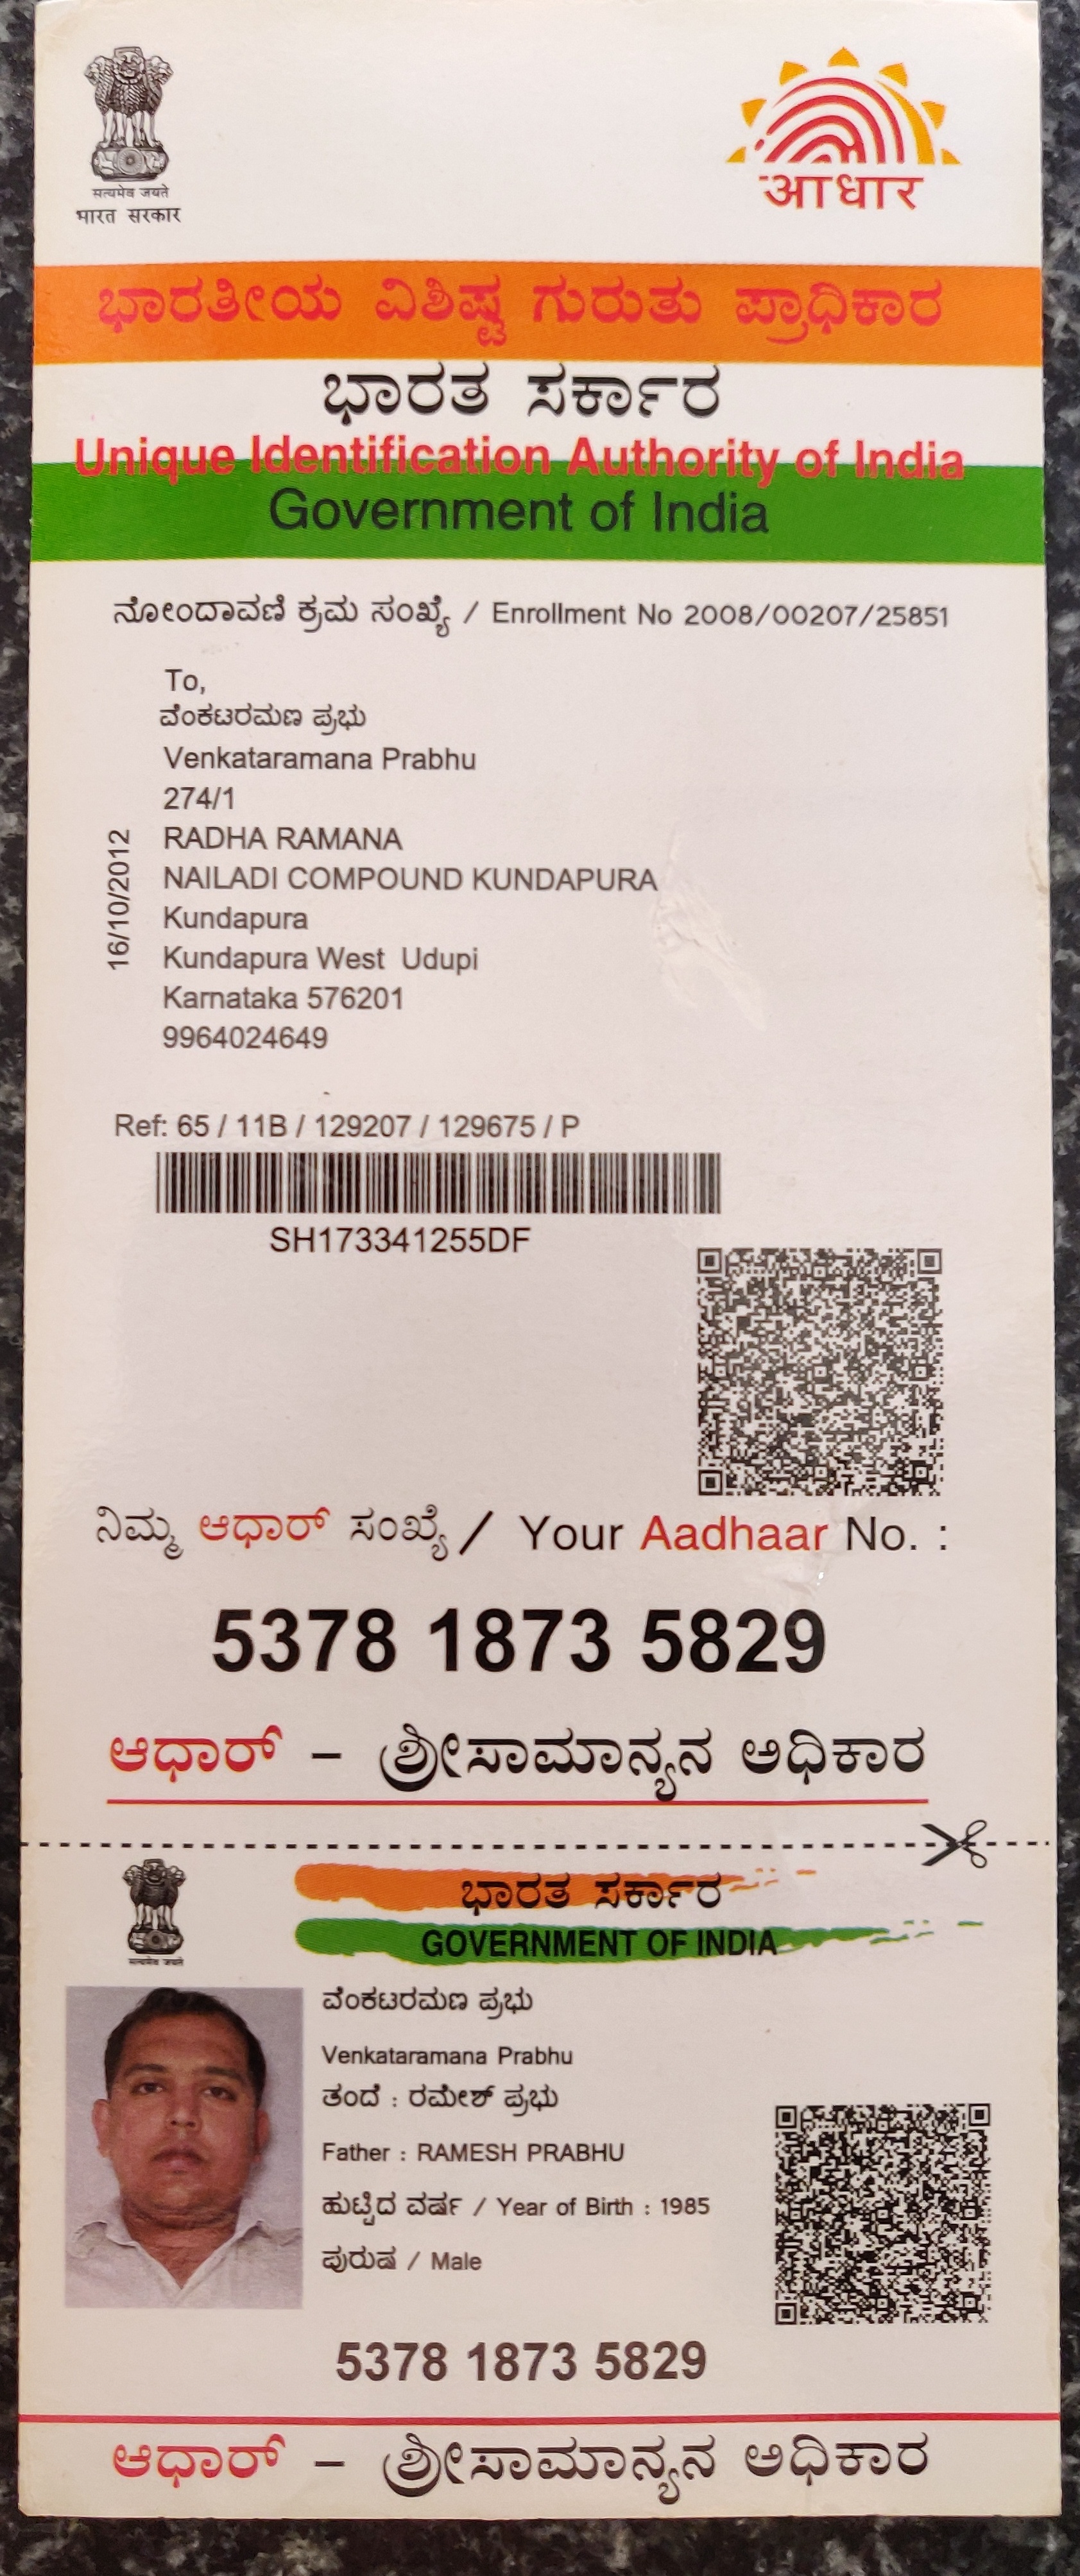 सत्यमेव जयते
भारत सरकार
आधार
ಭಾರತೀಯ ವಿಶಿಷ್ಟ ಗುರುತು ಪ್ರಾಧಿಕಾರ
ಭಾರತ ಸರ್ಕಾರ
Unique Identification Authority of India
Government of India
ನೋಂದಾವಣಿ ಕ್ರಮ ಸಂಖ್ಯೆ / Enrollment No 2008/00207/25851
To,
ವೆಂಕಟರಮಣ ಪ್ರಭು
Venkataramana Prabhu
274/1
RADHA RAMANA
NAILADI COMPOUND KUNDAPURA
Kundapura
Kundapura West Udupi
Karnataka 576201
9964024649
16/10/2012
Ref: 65 / 11B / 129207 / 129675 / P
SH173341255DF
ನಿಮ್ಮ ಆಧಾರ್ ಸಂಖ್ಯೆ / Your Aadhaar No. :
5378 1873 5829
ಆಧಾರ್ – ಶ್ರೀಸಾಮಾನ್ಯನ ಅಧಿಕಾರ
ಭಾರತ ಸರ್ಕಾರ
GOVERNMENT OF INDIA
सत्यमेव जयते
ವೆಂಕಟರಮಣ ಪ್ರಭು
Venkataramana Prabhu
ತಂದೆ : ರಮೇಶ್ ಪ್ರಭು
Father : RAMESH PRABHU
ಹುಟ್ಟಿದ ವರ್ಷ / Year of Birth : 1985
ಪುರುಷ / Male
5378 1873 5829
ಆಧಾರ್ – ಶ್ರೀಸಾಮಾನ್ಯನ ಅಧಿಕಾರ